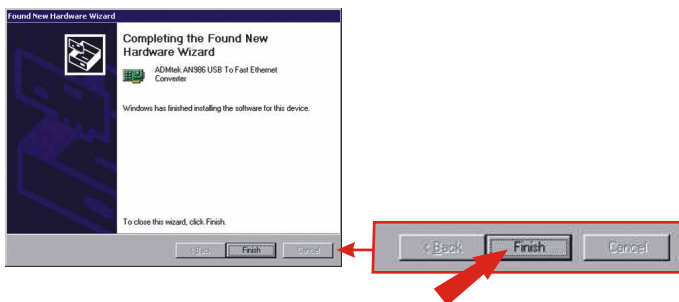 Found New Hardware Wizard
Completing the Found New
Hardware Wizard
ADMtek AN986 USB To Fast Ethernet
Converter
Windows has finished installing the software for this device.
To close this wizard, click Finish.
< Back Finish Cancel
< Back Finish Cancel